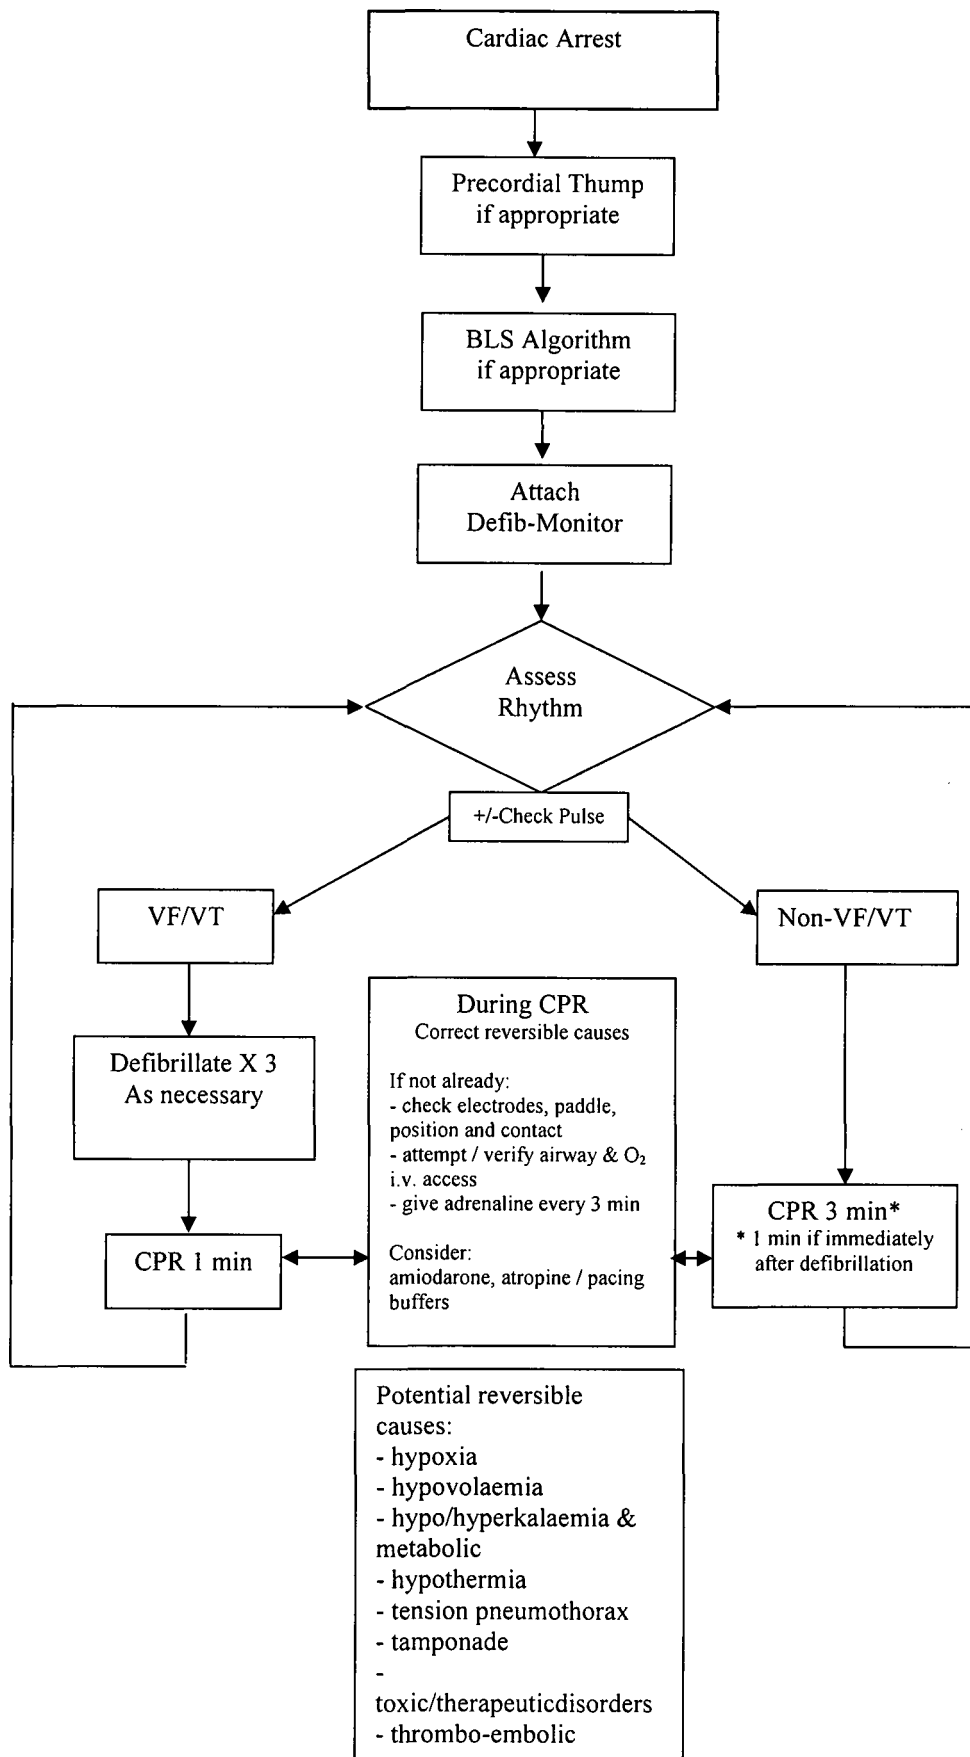 Cardiac Arrest
Precordial Thump
if appropriate
BLS Algorithm
if appropriate
Attach
Defib-Monitor
Assess
Rhythm
+/-Check Pulse
VF/VT
Non-VF/VT
Defibrillate X 3
As necessary
CPR 1 min
During CPR
Correct reversible causes
If not already:
- check electrodes, paddle,
position and contact
- attempt / verify airway & O₂
i.v. access
- give adrenaline every 3 min
Consider:
amiodarone, atropine / pacing
buffers
CPR 3 min*
* 1 min if immediately
after defibrillation
Potential reversible
causes:
- hypoxia
- hypovolaemia
- hypo/hyperkalaemia &
metabolic
- hypothermia
- tension pneumothorax
- tamponade
-
toxic/therapeuticdisorders
- thrombo-embolic